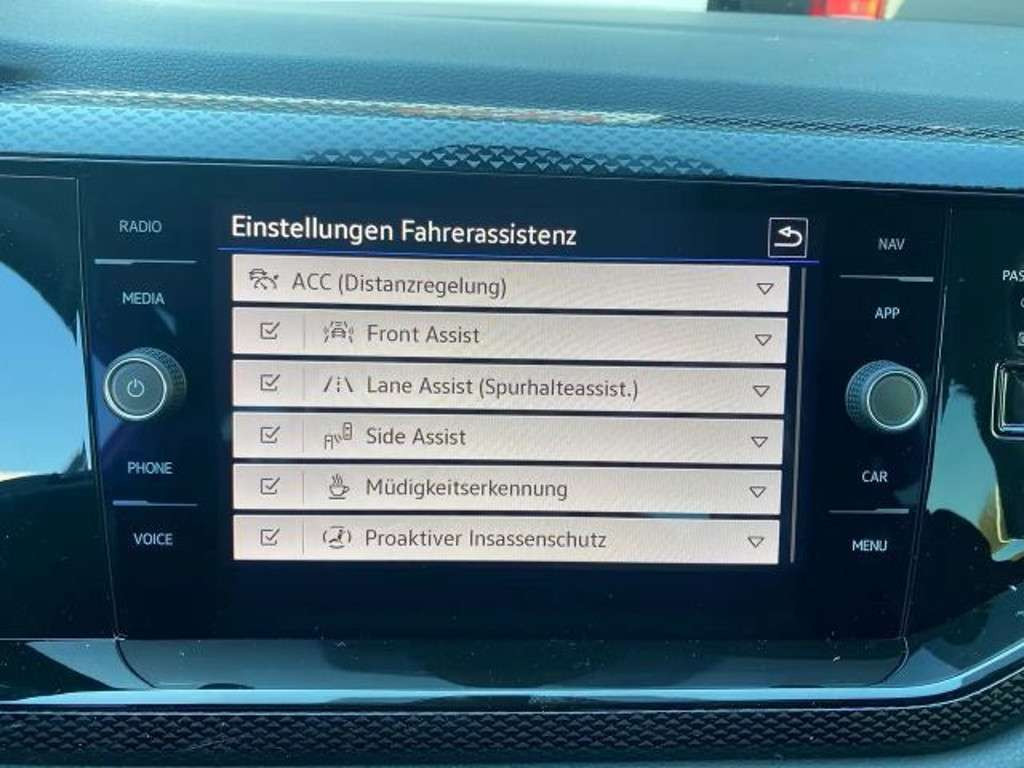 RADIO
MEDIA
PHONE
VOICE
Einstellungen Fahrerassistenz
ACC (Distanzregelung)
Front Assist
Lane Assist (Spurhalteassist.)
Side Assist
Müdigkeitserkennung
Proaktiver Insassenschutz
NAV
APP
CAR
MENU
PAS